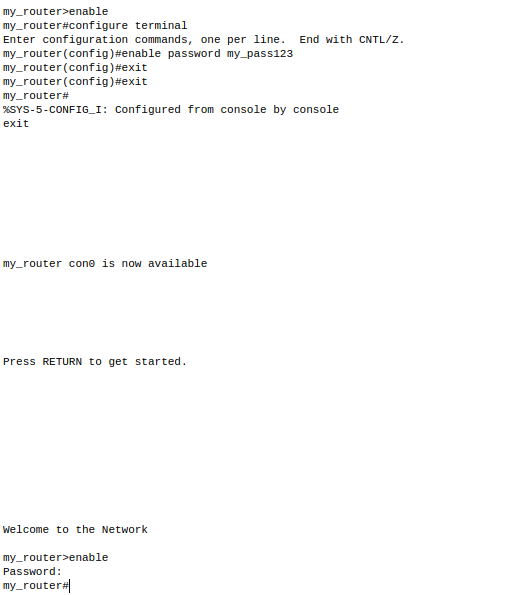 my_router>enable
my_router#configure terminal
Enter configuration commands, one per line.  End with CNTL/Z.
my_router(config)#enable password my_pass123
my_router(config)#exit
my_router(config)#exit
my_router#
%SYS-5-CONFIG_I: Configured from console by console
exit
my_router con0 is now available
Press RETURN to get started.
Welcome to the Network
my_router>enable
Password:
my_router#